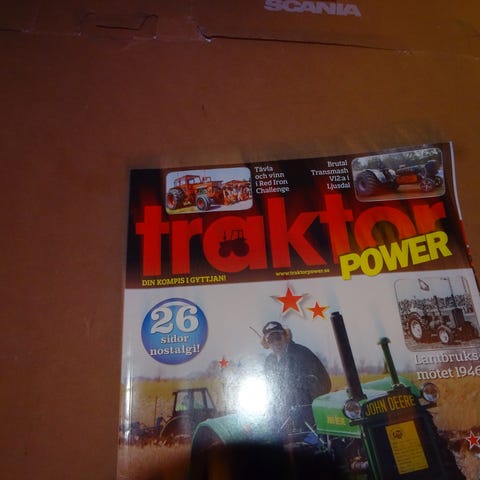 SCANIA
Tävla
och vinn
i Red Iron
Challenge
Brutal
Transmash
V12:a i
Ljusdal
traktor
POWER
DIN KOMPIS I GYTTJAN!
www.traktorpower.se
26
sidor
nostalgi!
Lantbruks-
mötet 1946
JOHN DEERE